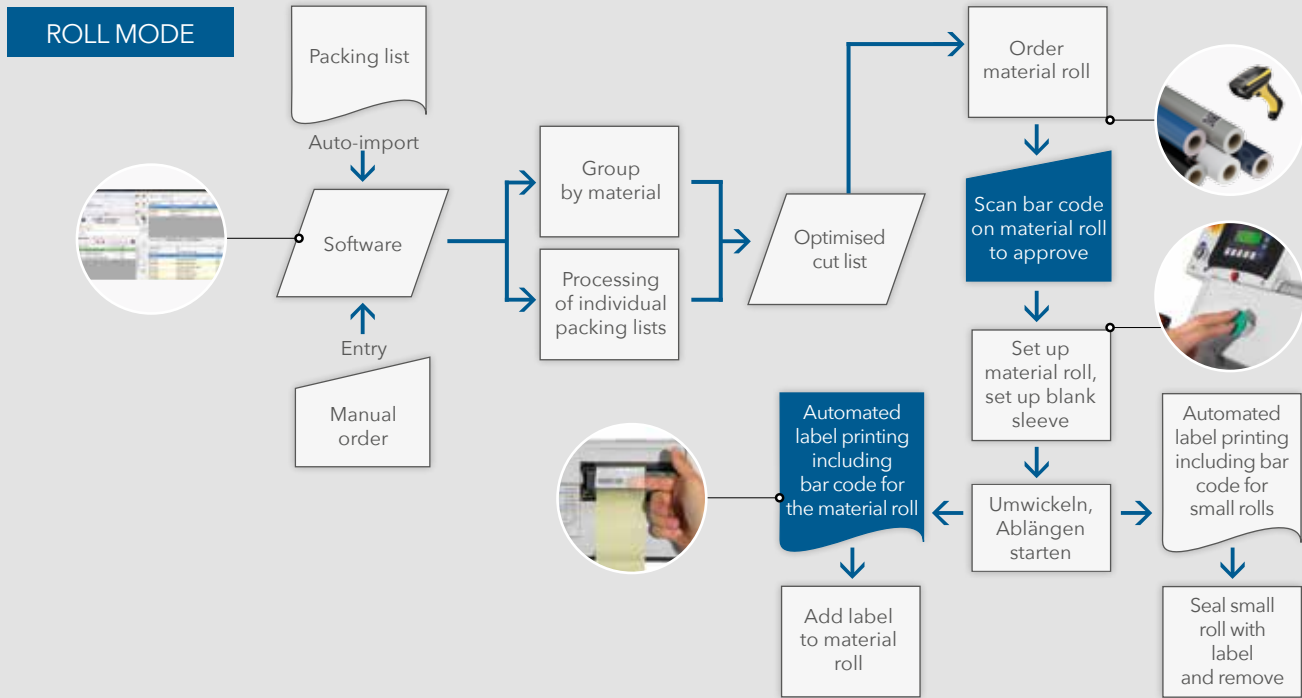 ROLL MODE
Packing list
Auto-import
Software
Entry
Manual
order
Group
by material
Processing
of individual
packing lists
Optimised
cut list
Order
material roll
Scan bar code
on material roll
to approve
Set up
material roll,
set up blank
sleeve
Umwickeln,
Ablängen
starten
Automated
label printing
including
bar code for
the material roll
Add label
to material
roll
Automated
label printing
including bar
code for
small rolls
Seal small
roll with
label
and remove